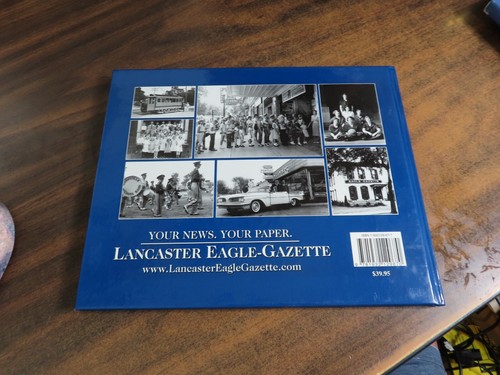 YOUR NEWS. YOUR PAPER.
LANCASTER EAGLE-GAZETTE
www.LancasterEagleGazette.com
$39.95